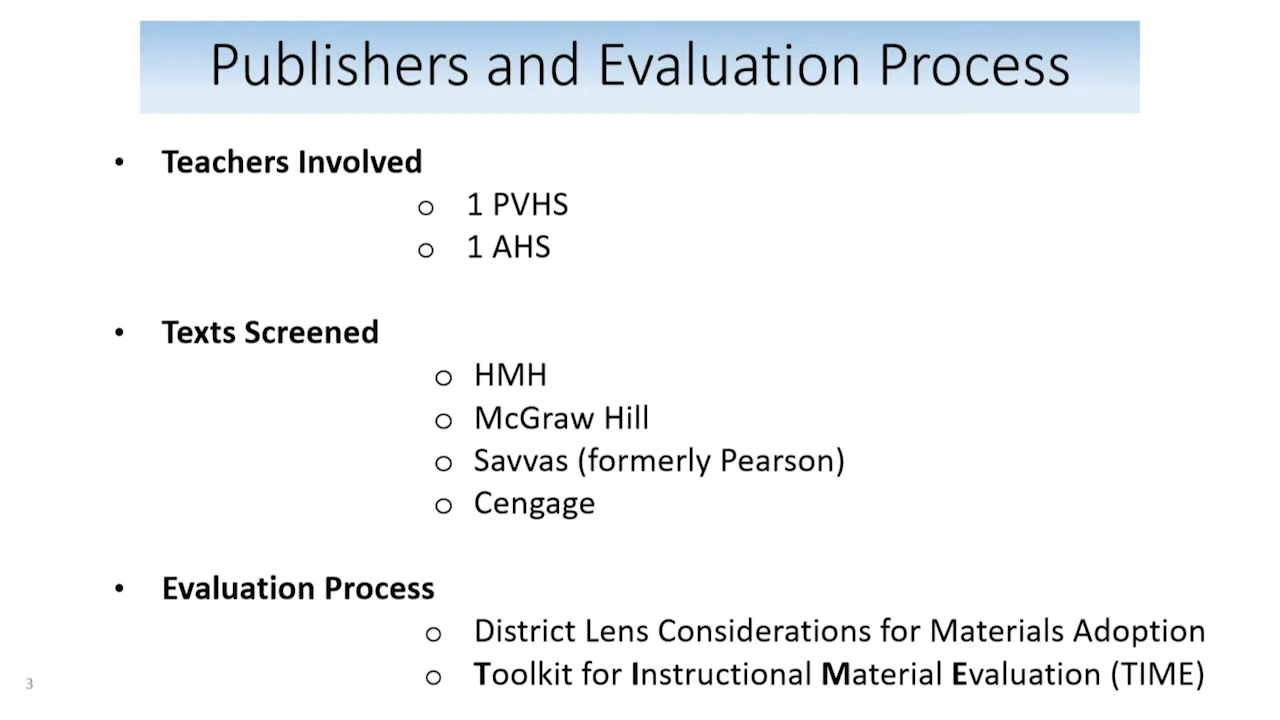 Publishers and Evaluation Process
• Teachers Involved
o 1 PVHS
o 1 AHS
• Texts Screened
o HMH
o McGraw Hill
o Savvas (formerly Pearson)
o Cengage
• Evaluation Process
o District Lens Considerations for Materials Adoption
o Toolkit for Instructional Material Evaluation (TIME)
3